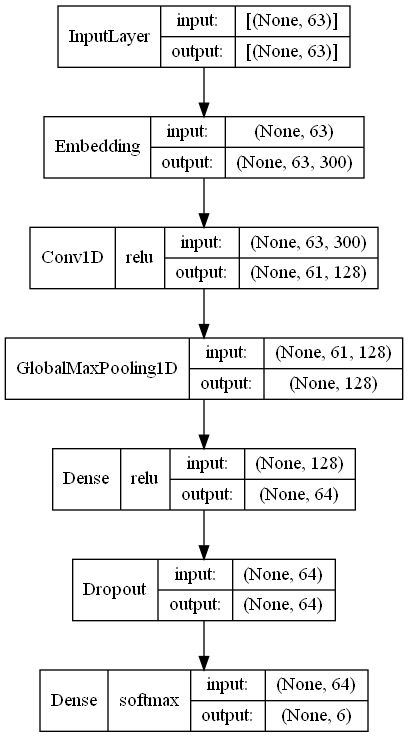 InputLayer input: [(None, 63)]
output: [(None, 63)]
Embedding input: (None, 63)
output: (None, 63, 300)
Conv1D relu input: (None, 63, 300)
output: (None, 61, 128)
GlobalMaxPooling1D input: (None, 61, 128)
output: (None, 128)
Dense relu input: (None, 128)
output: (None, 64)
Dropout input: (None, 64)
output: (None, 64)
Dense softmax input: (None, 64)
output: (None, 6)